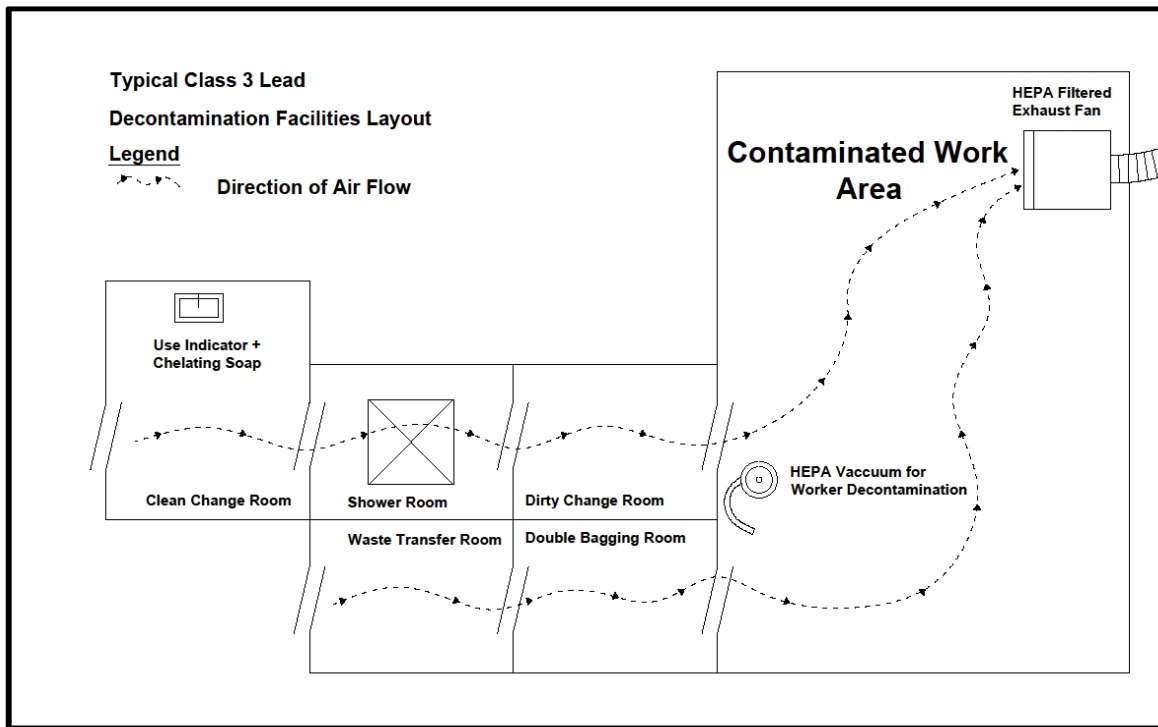 Typical Class 3 Lead
Decontamination Facilities Layout
Legend
Direction of Air Flow
HEPA Filtered
Exhaust Fan
Contaminated Work
Area
Use Indicator +
Chelating Soap
Clean Change Room
Shower Room
Dirty Change Room
HEPA Vaccuum for
Worker Decontamination
Waste Transfer Room
Double Bagging Room